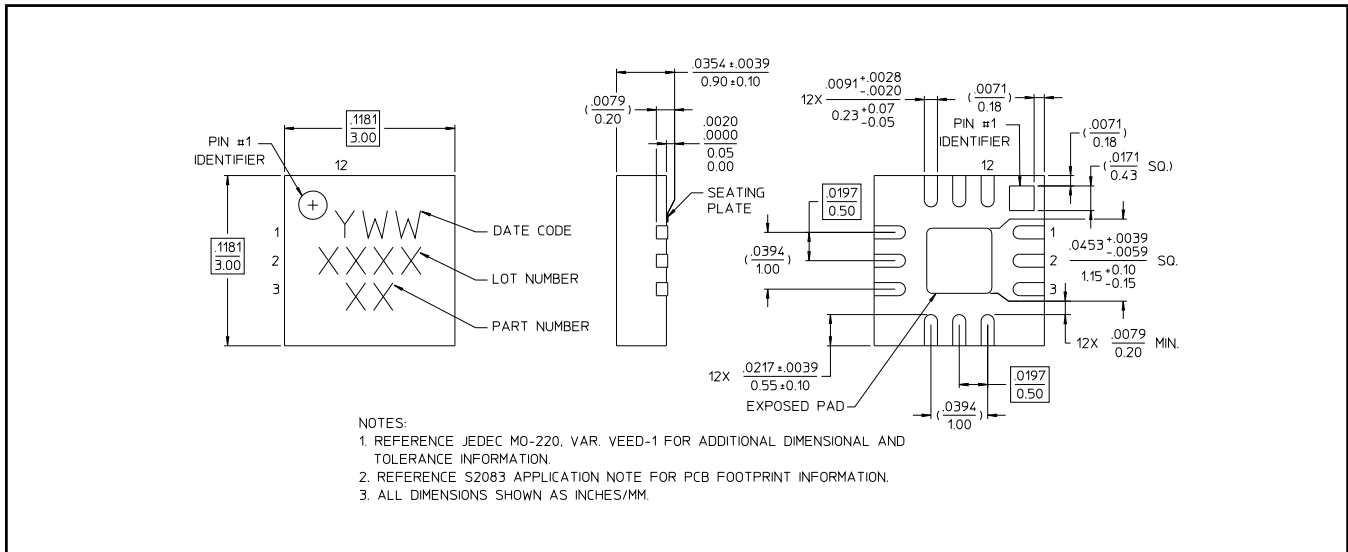 .1181
3.00
PIN #1
IDENTIFIER
12
.1181
3.00
1
2
3
YWW
XXXX
XX
DATE CODE
LOT NUMBER
PART NUMBER
.0354 ±.0039
0.90 ±0.10
(.0079
0.20)
.0020
.0000
0.05
0.00
SEATING
PLATE
12X .0091 +.0028
-.0020
0.23 +0.07
-0.05
(.0071
0.18)
PIN #1
IDENTIFIER
12
(.0071
0.18)
(.0171
0.43 SQ.)
.0197
0.50
(.0394
1.00)
1
2
3
.0453 +.0039
-.0059
1.15 +0.10
-0.15 SQ.
12X .0079
0.20 MIN.
12X .0217 ±.0039
0.55 ±0.10
EXPOSED PAD
(.0394
1.00)
.0197
0.50
NOTES:
1. REFERENCE JEDEC MO-220, VAR. VEED-1 FOR ADDITIONAL DIMENSIONAL AND
TOLERANCE INFORMATION.
2. REFERENCE S2083 APPLICATION NOTE FOR PCB FOOTPRINT INFORMATION.
3. ALL DIMENSIONS SHOWN AS INCHES/MM.